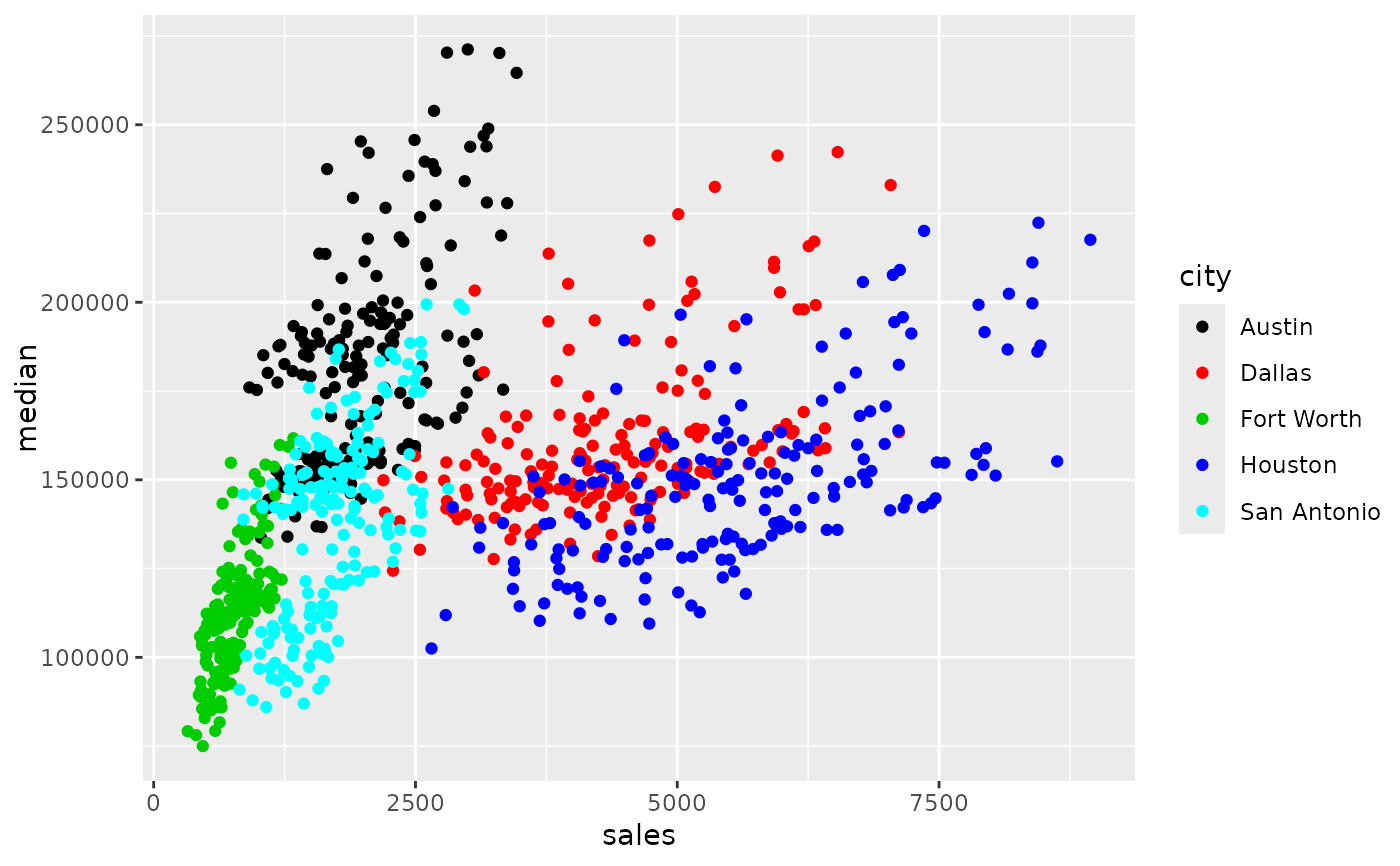 250000
200000
150000
100000
median
0
2500
5000
7500
sales
city
Austin
Dallas
Fort Worth
Houston
San Antonio